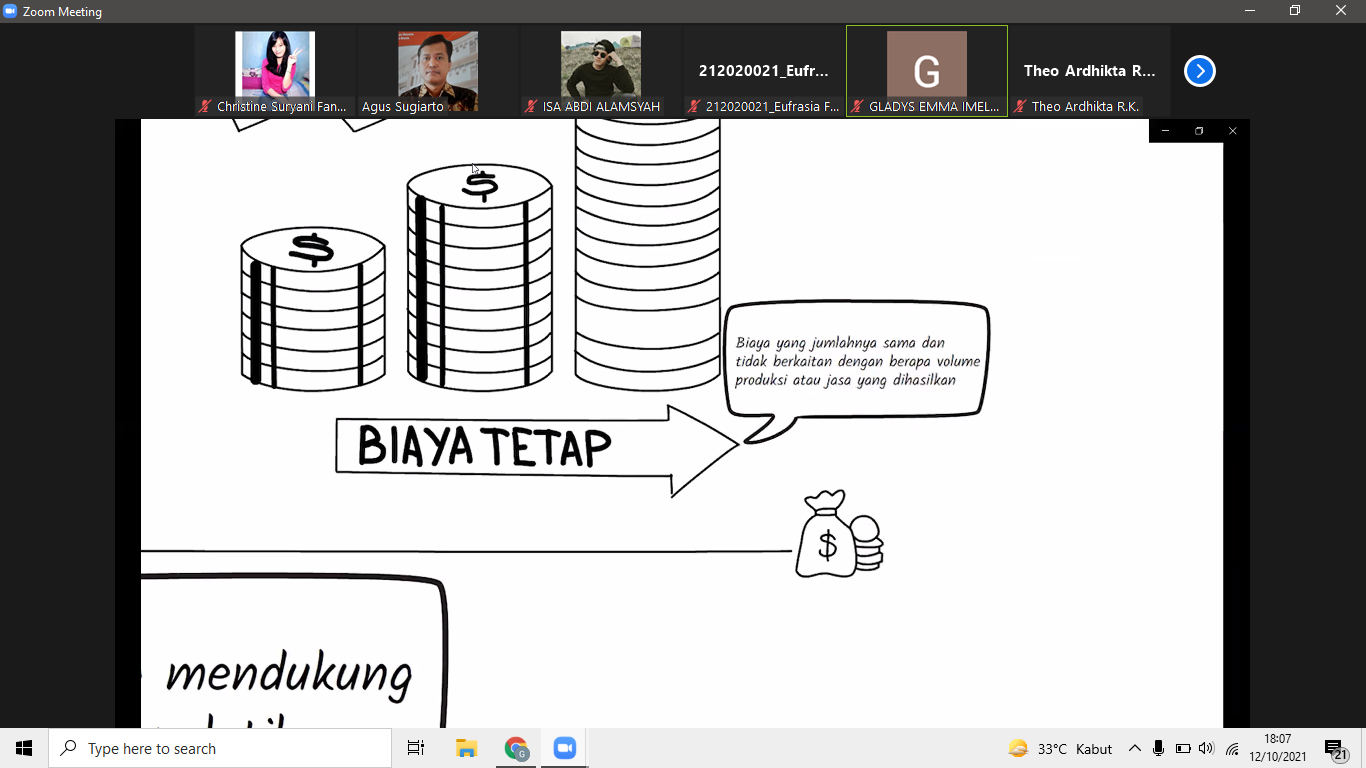 Zoom Meeting
212020021_Eufr...
G
Theo Ardhikta R...
Christine Suryani Fan...
Agus Sugiarto
ISA ABDI ALAMSYAH
212020021_Eufrasia F...
GLADYS EMMA IMEL...
Theo Ardhikta R.K.
$
$
Biaya yang jumlahnya sama dan
tidak berkaitan dengan berapa volume
produksi atau jasa yang dihasilkan
BIAYA TETAP
$
mendukung
Type here to search
G
33°C Kabut
18:07
12/10/2021
21